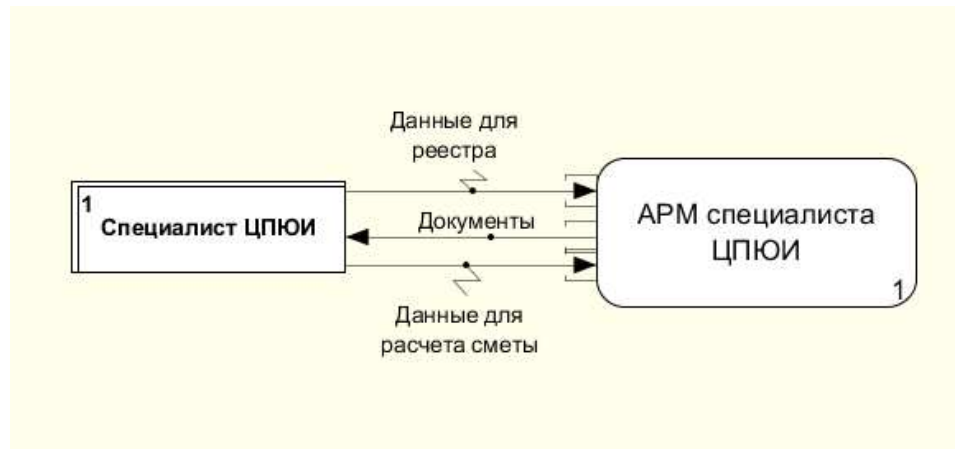 Данные для
реестра
1
Специалист ЦПЮИ
Документы
АРМ специалиста
ЦПЮИ
1
Данные для
расчета сметы